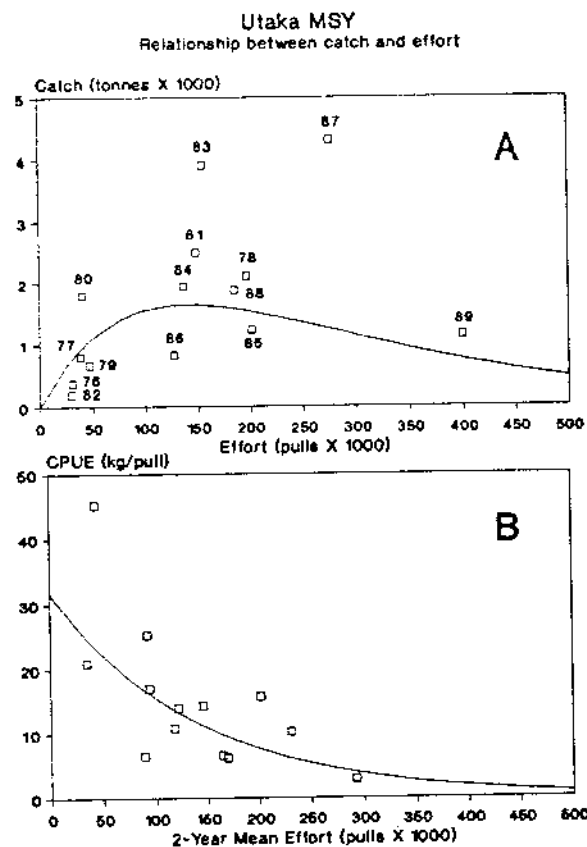 Utaka MSY
Relationship between catch and effort
Catch (tonnes X 1000)
5
4
3
2
1
0
A
87
83
81
78
84
80
88
89
85
86
77
79
76
82
0 50 100 150 200 250 300 350 400 450 500
Effort (pulls X 1000)
CPUE (kg/pull)
50
40
30
20
10
0
B
0 50 100 150 200 250 300 350 400 450 500
2-Year Mean Effort (pulls X 1000)